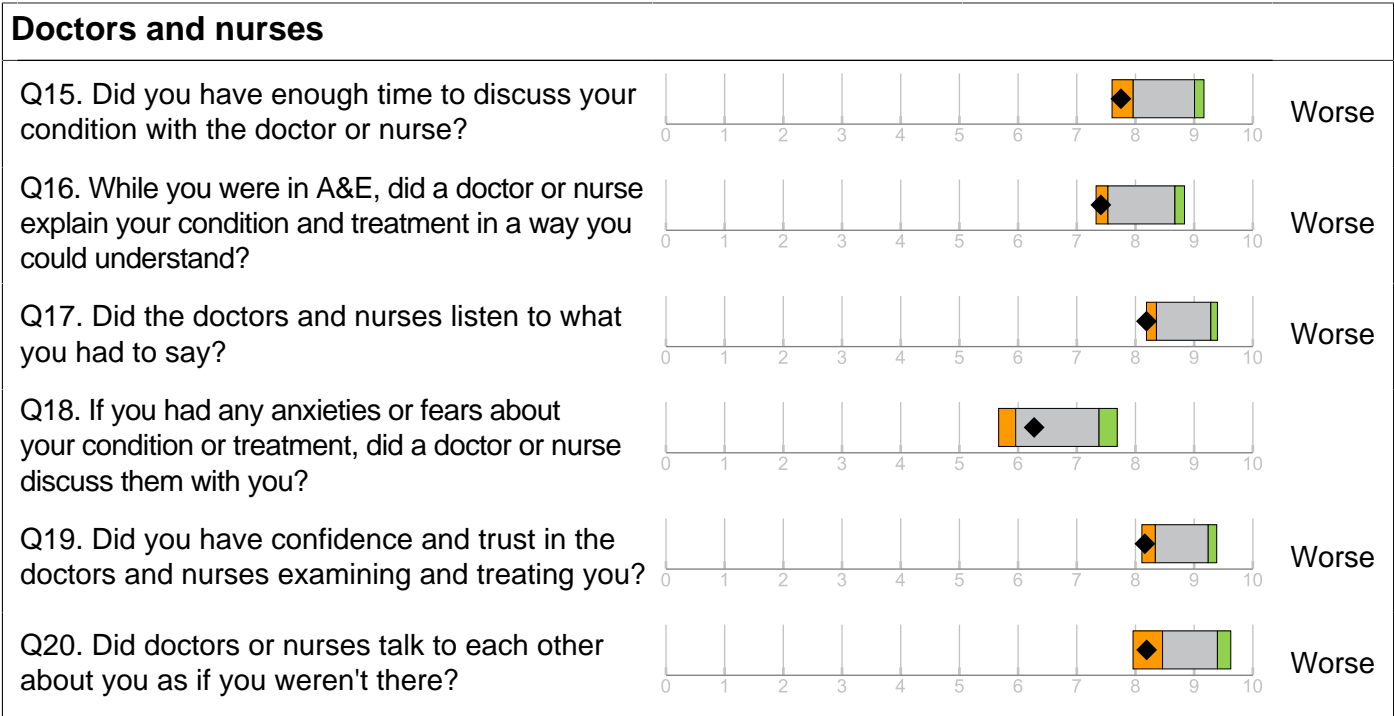 Doctors and nurses
Q15. Did you have enough time to discuss your
condition with the doctor or nurse?
0 1 2 3 4 5 6 7 8 9 10
Worse
Q16. While you were in A&E, did a doctor or nurse
explain your condition and treatment in a way you
could understand?
0 1 2 3 4 5 6 7 8 9 10
Worse
Q17. Did the doctors and nurses listen to what
you had to say?
0 1 2 3 4 5 6 7 8 9 10
Worse
Q18. If you had any anxieties or fears about
your condition or treatment, did a doctor or nurse
discuss them with you?
0 1 2 3 4 5 6 7 8 9 10
Q19. Did you have confidence and trust in the
doctors and nurses examining and treating you?
0 1 2 3 4 5 6 7 8 9 10
Worse
Q20. Did doctors or nurses talk to each other
about you as if you weren't there?
0 1 2 3 4 5 6 7 8 9 10
Worse